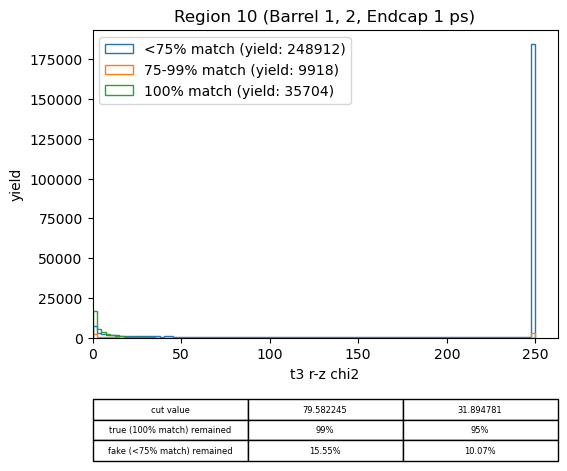 Region 10 (Barrel 1, 2, Endcap 1 ps)
<75% match (yield: 248912)
75-99% match (yield: 9918)
100% match (yield: 35704)
yield
175000
150000
125000
100000
75000
50000
25000
0
0 50 100 150 200 250
t3 r-z chi2
cut value 79.582245 31.894781
true (100% match) remained 99% 95%
fake (<75% match) remained 15.55% 10.07%